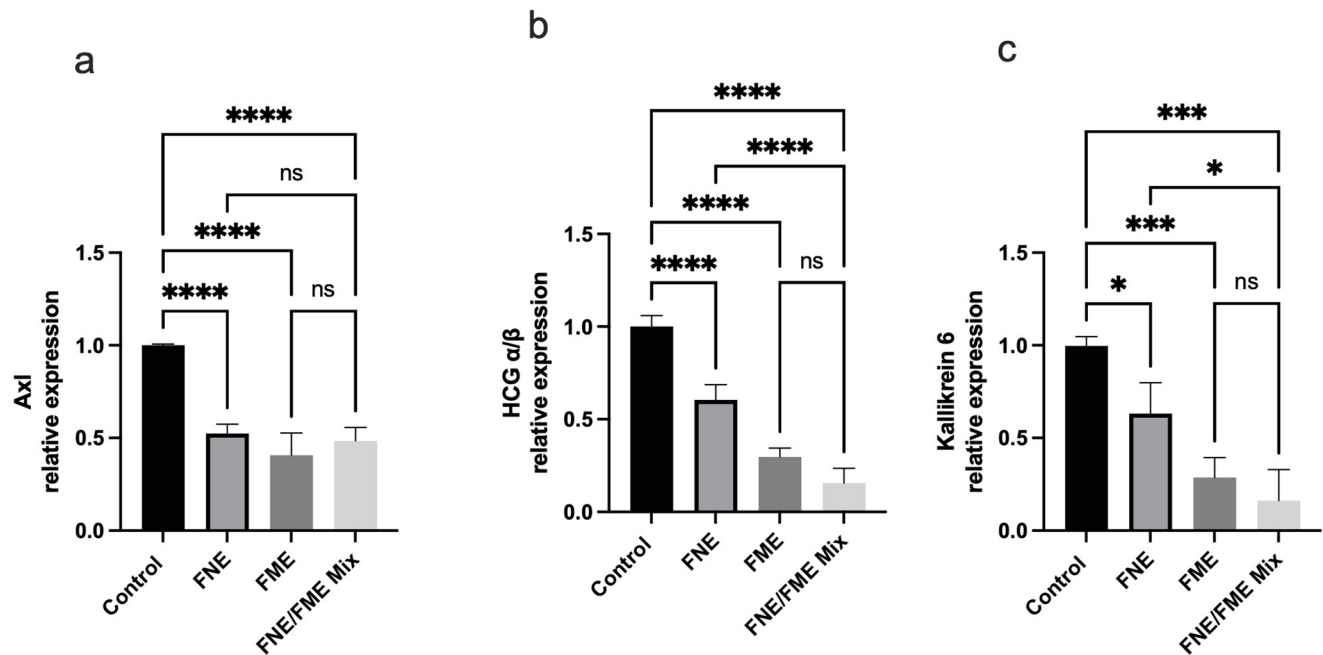 a
****
ns
****
****
ns
Axl
relative expression
1.5
1.0
0.5
0.0
Control
FNE
FME
FNE/FME Mix
b
****
****
****
****
ns
HCG α/β
relative expression
1.5
1.0
0.5
0.0
Control
FNE
FME
FNE/FME Mix
c
***
*
***
*
ns
Kallikrein 6
relative expression
1.5
1.0
0.5
0.0
Control
FNE
FME
FNE/FME Mix